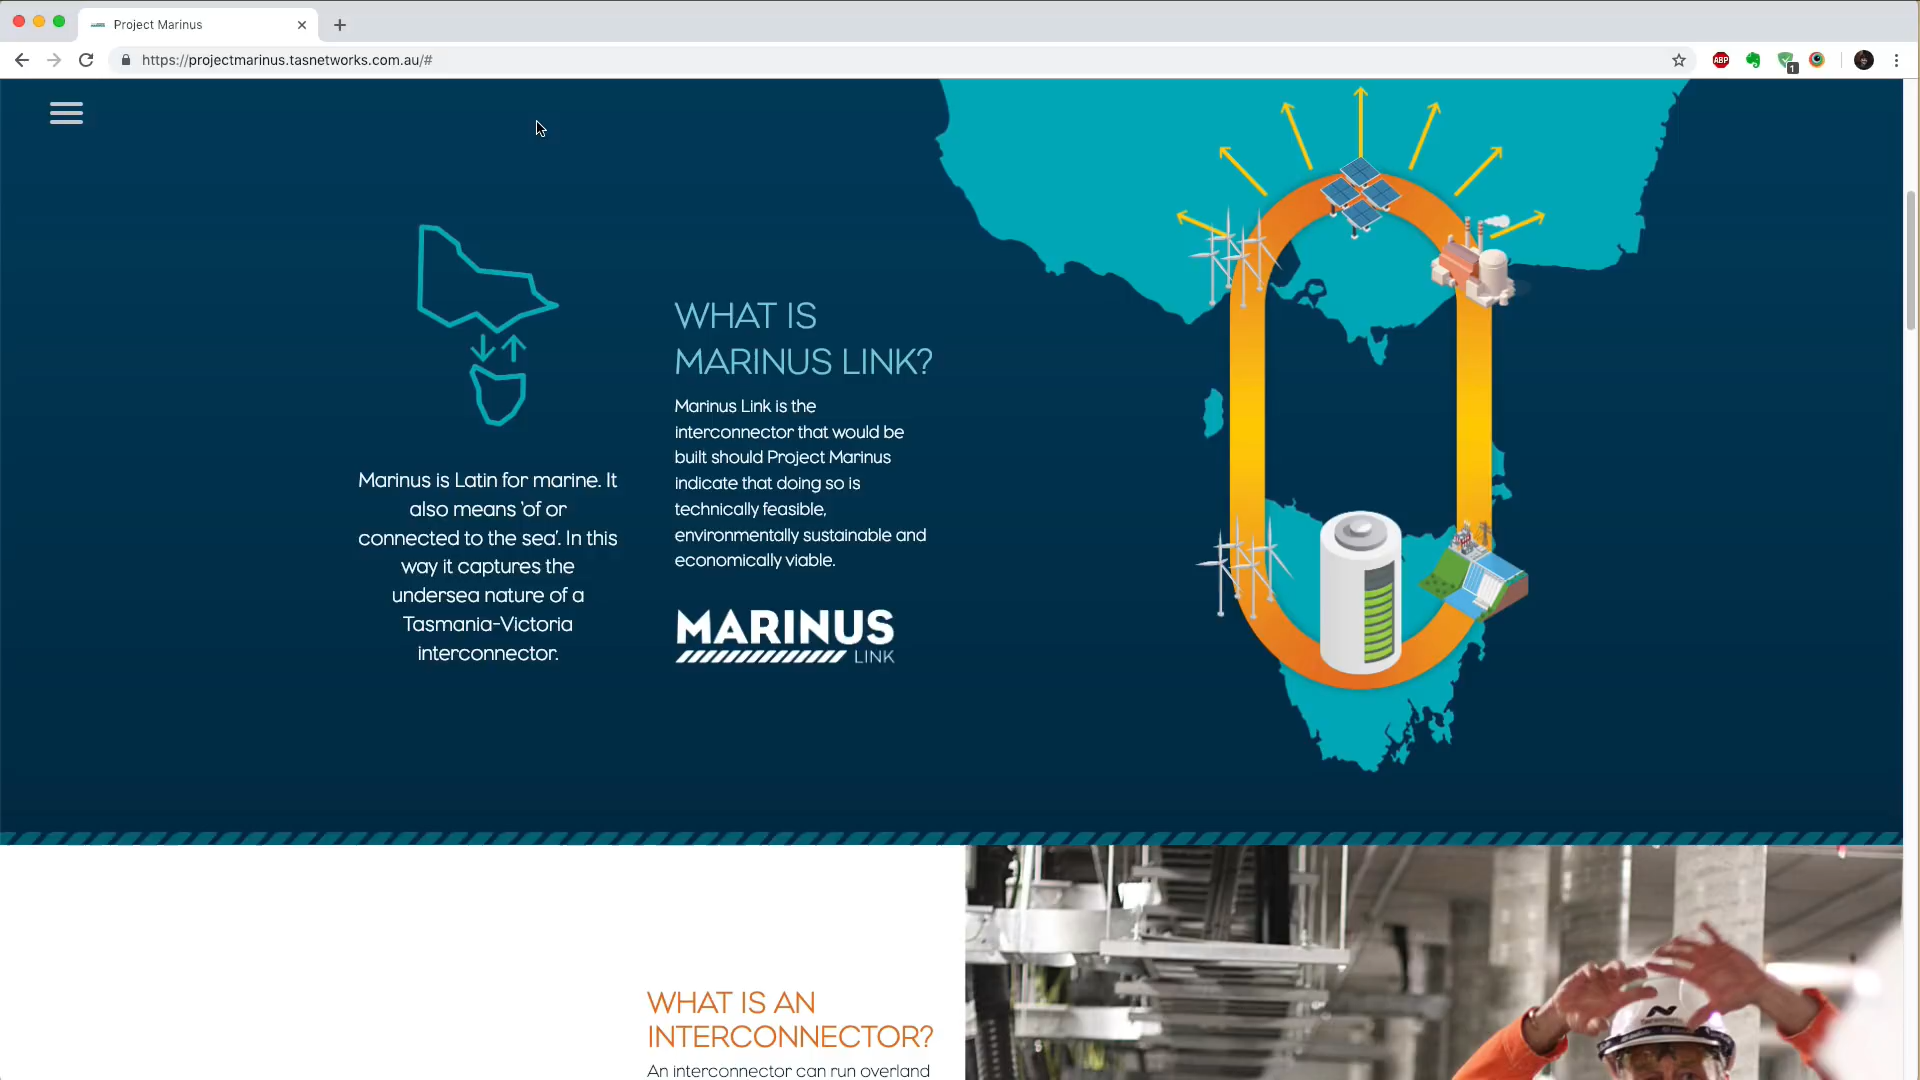 Project Marinus
https://projectmarinus.tasnetworks.com.au/#
ABP
1
Marinus is Latin for marine. It
also means 'of or
connected to the sea'. In this
way it captures the
undersea nature of a
Tasmania-Victoria
interconnector.
WHAT IS
MARINUS LINK?
Marinus Link is the
interconnector that would be
built should Project Marinus
indicate that doing so is
technically feasible,
environmentally sustainable and
economically viable.
MARINUS
LINK
WHAT IS AN
INTERCONNECTOR?
An interconnector can run overland